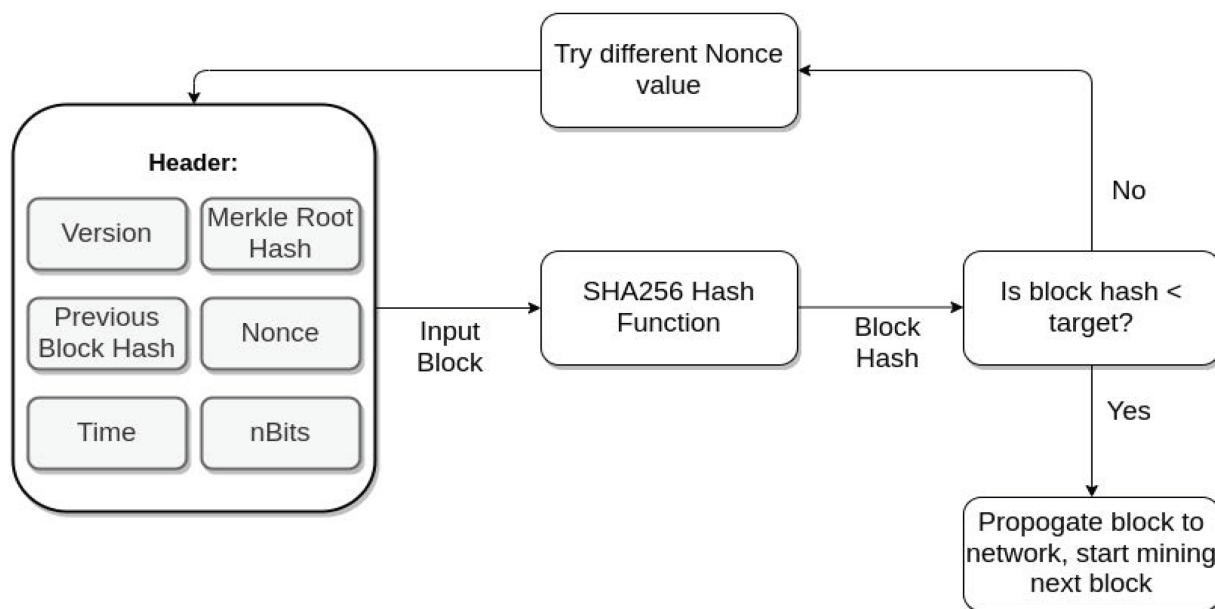 Try different Nonce
value
Header:
Version
Merkle Root
Hash
Previous
Block Hash
Nonce
Time
nBits
Input
Block
SHA256 Hash
Function
Block
Hash
Is block hash <
target?
No
Yes
Propogate block to
network, start mining
next block